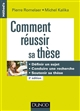 Pierre Romelaer • Michel Kalika
Comment
réussir
sa thèse
• Définir un sujet
• Conduire une recherche
• Soutenir sa thèse
3e édition
DUNOD